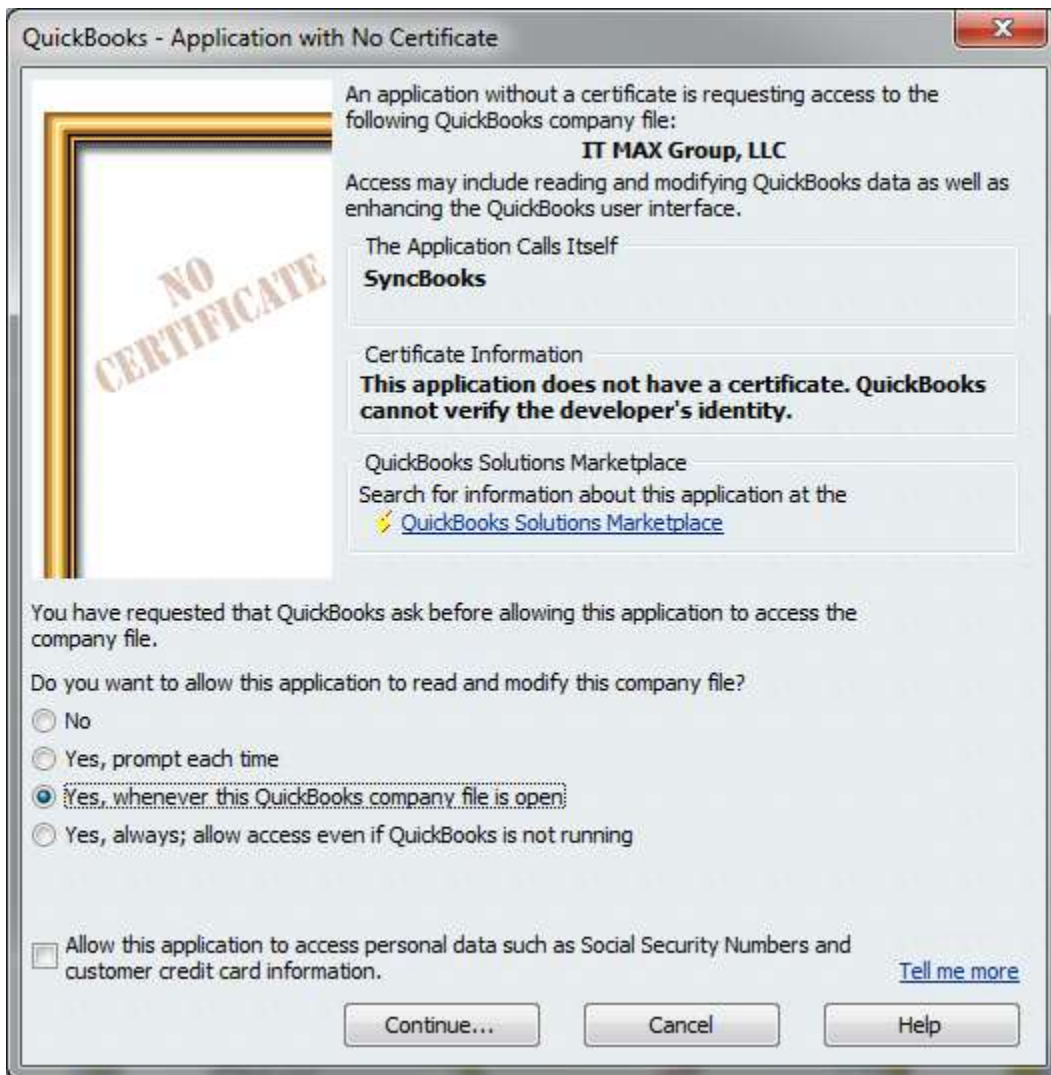 QuickBooks - Application with No Certificate
NO
CERTIFICATE
An application without a certificate is requesting access to the
following QuickBooks company file:
IT MAX Group, LLC
Access may include reading and modifying QuickBooks data as well as
enhancing the QuickBooks user interface.
The Application Calls Itself
SyncBooks
Certificate Information
This application does not have a certificate. QuickBooks
cannot verify the developer's identity.
QuickBooks Solutions Marketplace
Search for information about this application at the
QuickBooks Solutions Marketplace
You have requested that QuickBooks ask before allowing this application to access the
company file.
Do you want to allow this application to read and modify this company file?
No
Yes, prompt each time
Yes, whenever this QuickBooks company file is open
Yes, always; allow access even if QuickBooks is not running
Allow this application to access personal data such as Social Security Numbers and
customer credit card information.
Tell me more
Continue... Cancel Help